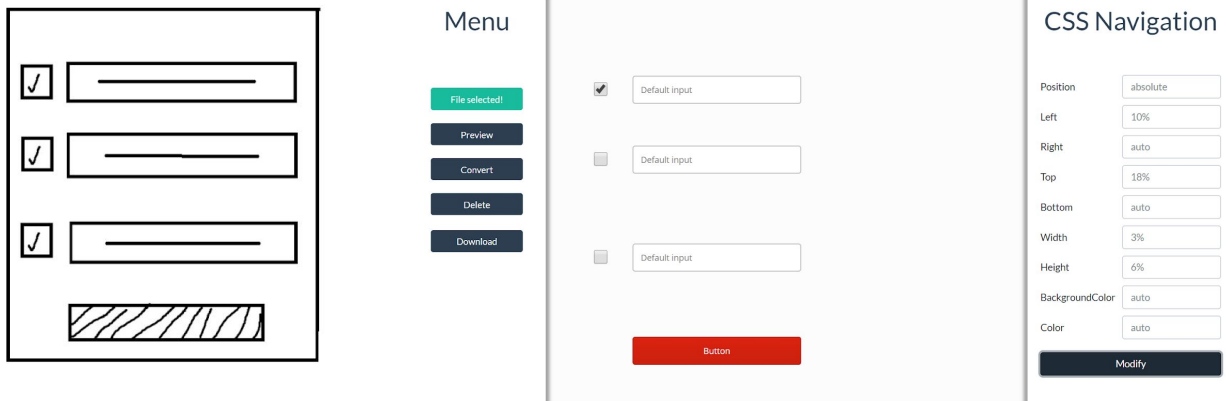 Menu
File selected!
Preview
Convert
Delete
Download
Default input
Default input
Default input
Button
CSS Navigation
Position absolute
Left 10%
Right auto
Top 18%
Bottom auto
Width 3%
Height 6%
BackgroundColor auto
Color auto
Modify